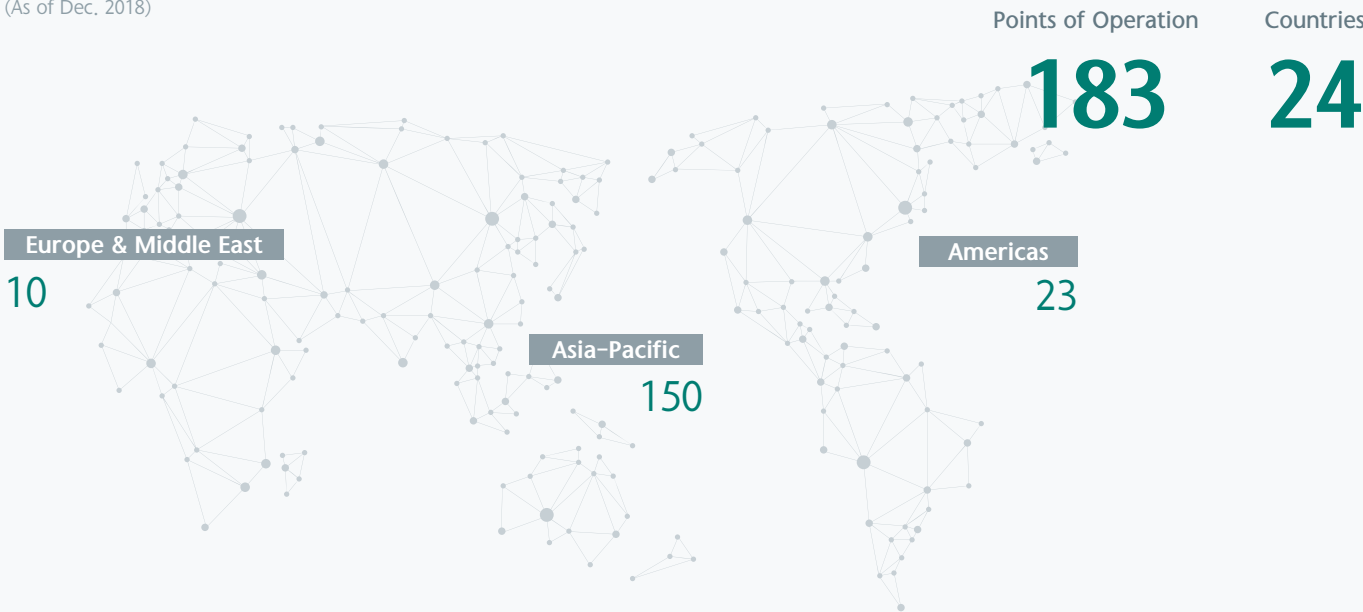 (As of Dec. 2018)
Points of Operation
Countries
183
24
Europe & Middle East
10
Americas
23
Asia-Pacific
150